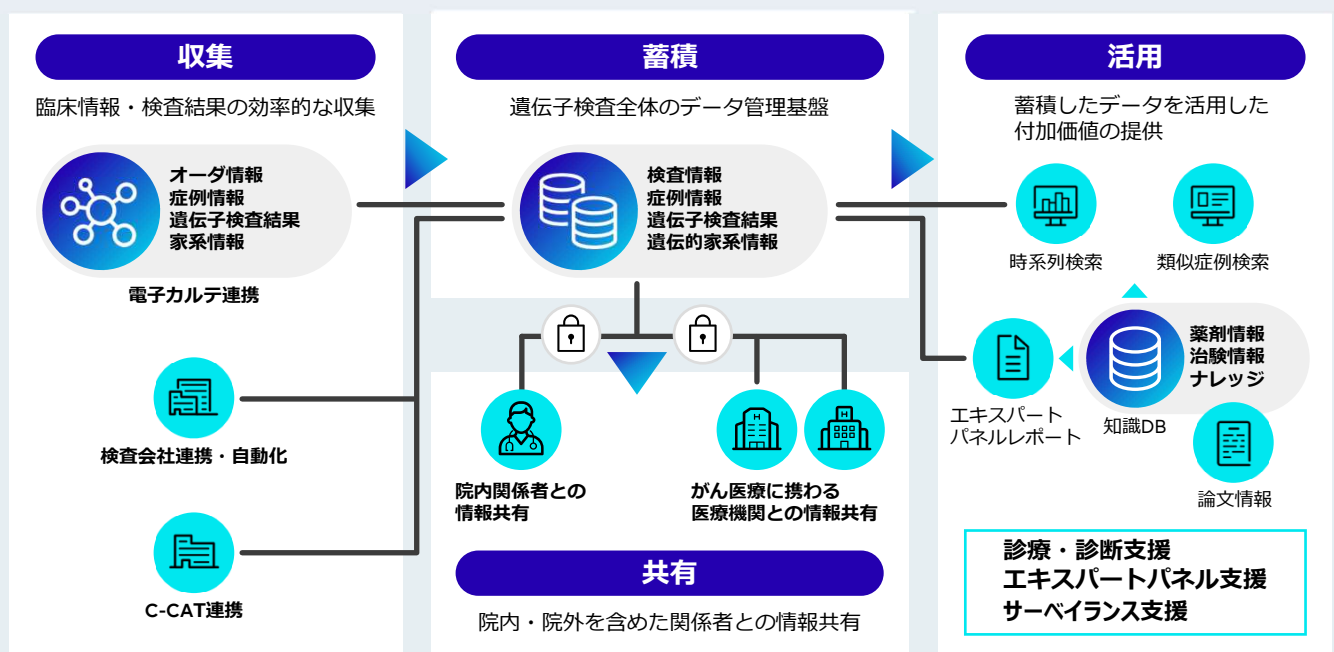 収集
臨床情報・検査結果の効率的な収集
オーダ情報
症例情報
遺伝子検査結果
家系情報
電子カルテ連携
検査会社連携・自動化
C-CAT連携
蓄積
遺伝子検査全体のデータ管理基盤
検査情報
症例情報
遺伝子検査結果
遺伝的家系情報
院内関係者との
情報共有
がん医療に携わる
医療機関との情報共有
共有
院内・院外を含めた関係者との情報共有
活用
蓄積したデータを活用した
付加価値の提供
時系列検索
類似症例検索
エキスパート
パネルレポート
薬剤情報
治験情報
ナレッジ
知識DB
論文情報
診療・診断支援
エキスパートパネル支援
サーベイランス支援